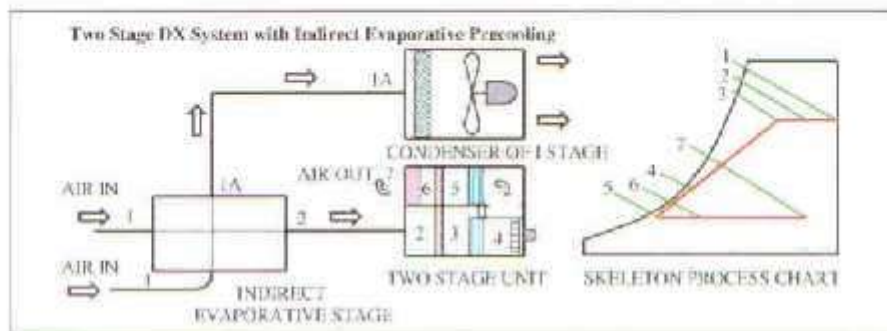 Two Stage DX System with Indirect Evaporative Precooling
1A
CONDENSER OF I STAGE
AIR OUT 7
AIR IN
1
1A
2
AIR IN
1
6 5
2 3 4
TWO STAGE UNIT
INDIRECT
EVAPORATIVE STAGE
1
2
3
7
4
6
5
SKELETON PROCESS CHART